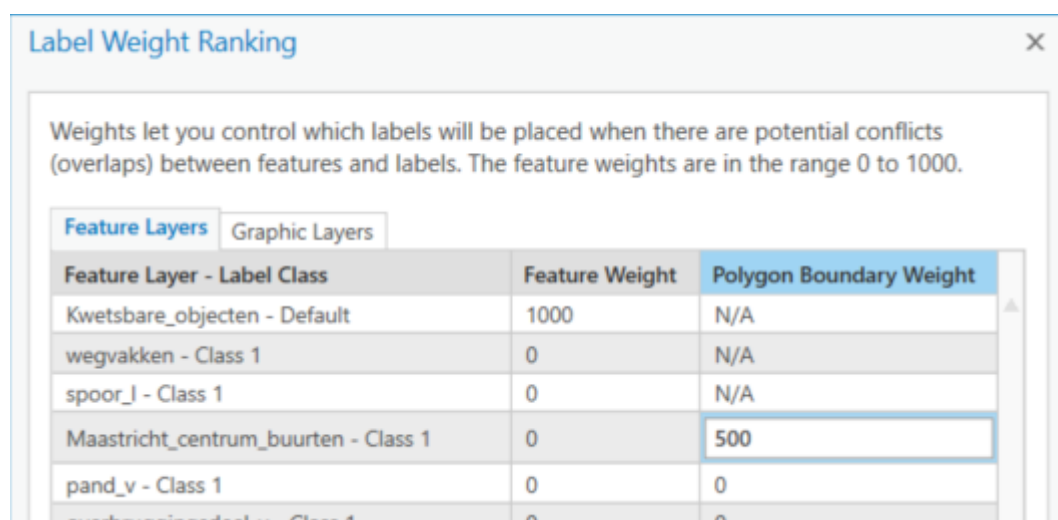 Label Weight Ranking
Weights let you control which labels will be placed when there are potential conflicts
(overlaps) between features and labels. The feature weights are in the range 0 to 1000.
Feature Layers Graphic Layers
Feature Layer - Label Class Feature Weight Polygon Boundary Weight
Kwetsbare_objecten - Default 1000 N/A
wegvakken - Class 1 0 N/A
spoor_l - Class 1 0 N/A
Maastricht_centrum_buurten - Class 1 0 500
pand_v - Class 1 0 0